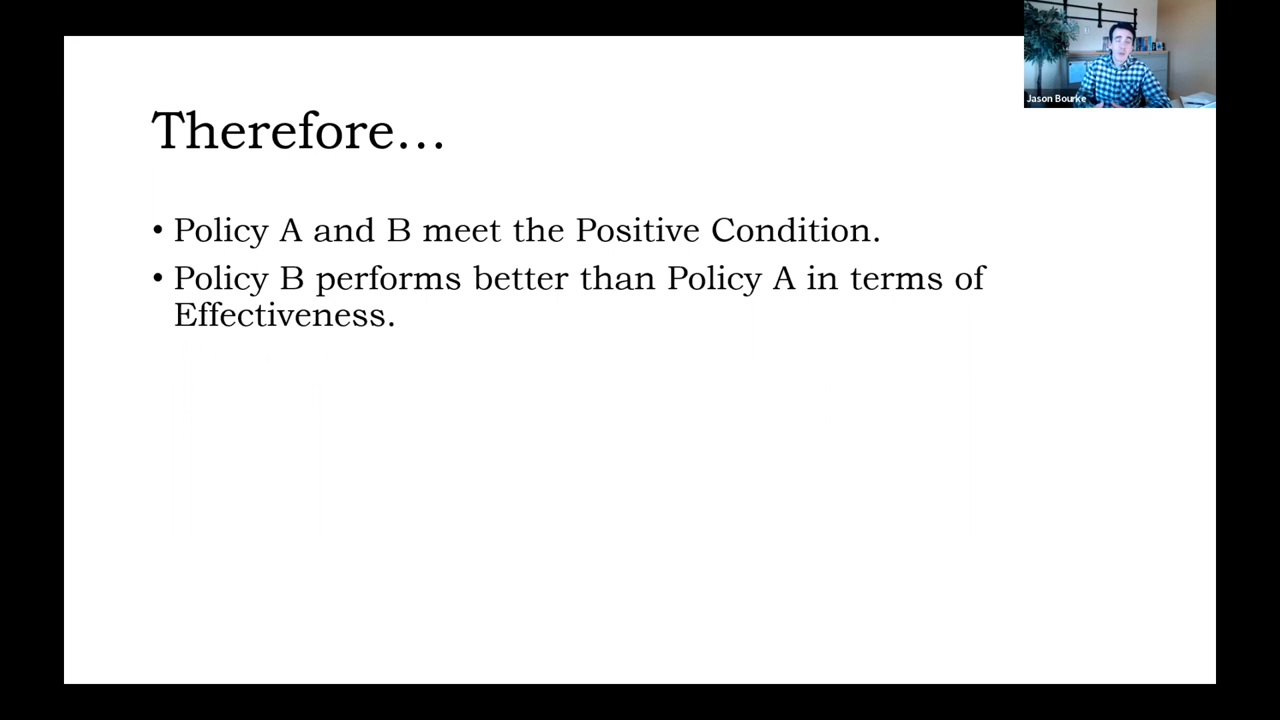 Jason Bourke
Therefore…
• Policy A and B meet the Positive Condition.
• Policy B performs better than Policy A in terms of
Effectiveness.